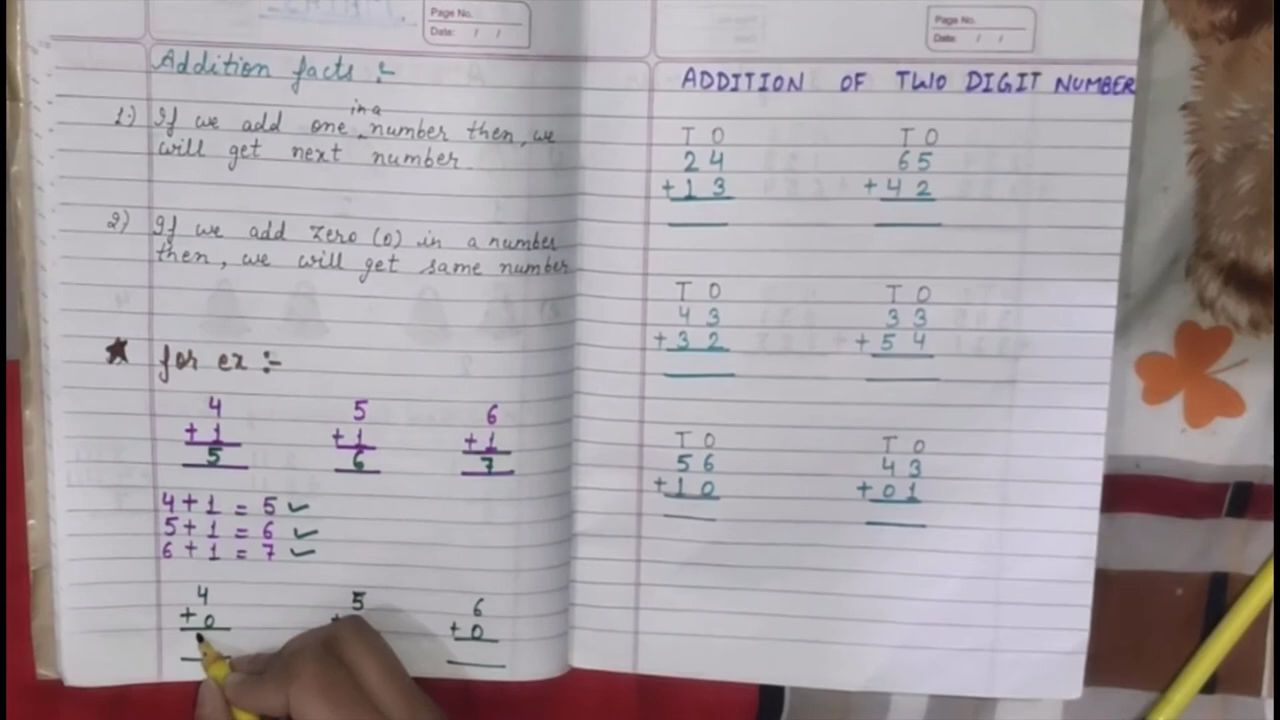 Page No.
Date: / /
Addition facts :-
1.) If we add one in a number then, we
will get next number
2) If we add zero (0) in a number
then, we will get same number
★ for ex :-
4 5 6
+ 1 + 1 + 1
5 6 7
4 + 1 = 5 ✓
5 + 1 = 6 ✓
6 + 1 = 7 ✓
4 5 6
+ 0 + + 0
Page No.
Date: / /
ADDITION OF TWO DIGIT NUMBER
T O T O
2 4 6 5
+ 1 3 + 4 2
T O T O
4 3 3 3
+ 3 2 + 5 4
T O T O
5 6 4 3
+ 1 0 + 0 1